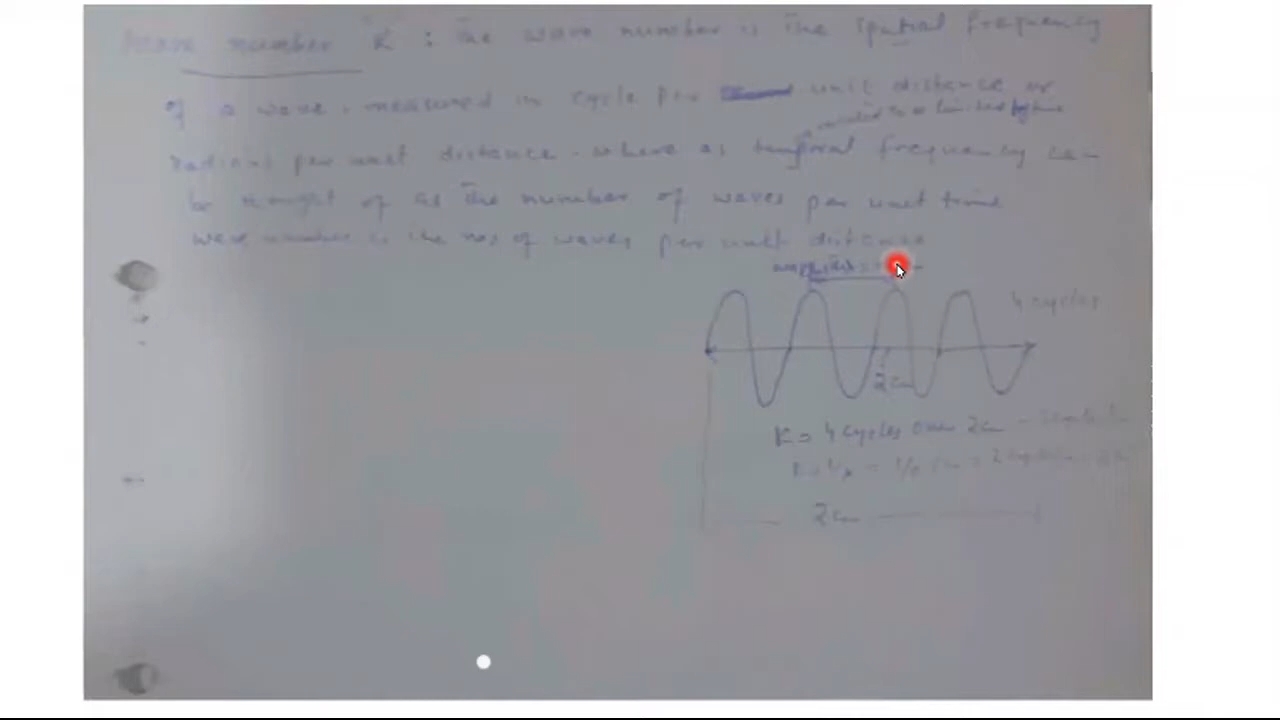 Wave number K : The wave number is the spatial frequency
of a wave, measured in cycle per unit distance or
radians per unit distance. where as temporal frequency can
be thought of as the number of waves per unit time
wave number is the nos of waves per unit distance
4 cycles
2cm
K = 4 cycles over 2cm
2cm